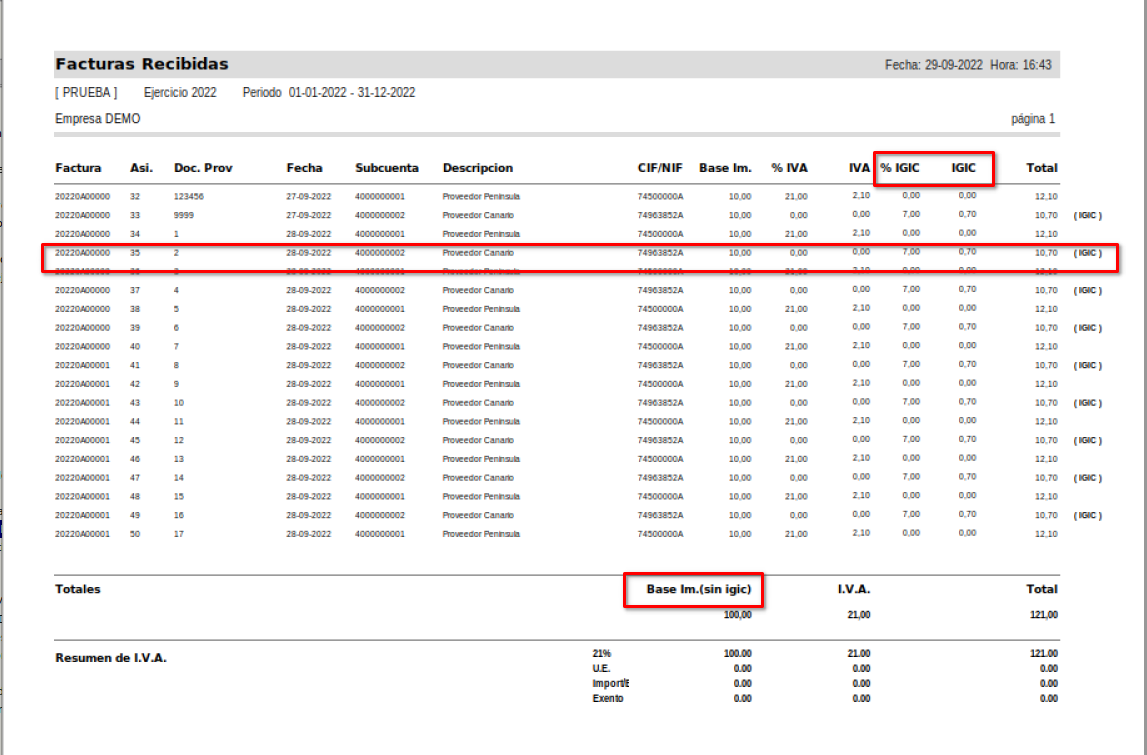 Facturas Recibidas Fecha: 29-09-2022 Hora: 16:43
[ PRUEBA ] Ejercicio 2022 Periodo 01-01-2022 - 31-12-2022
Empresa DEMO página 1
Factura Asi. Doc. Prov Fecha Subcuenta Descripcion CIF/NIF Base Im. % IVA IVA % IGIC IGIC Total
20220A00000 32 123456 27-09-2022 4000000001 Proveedor Peninsula 74500000A 10,00 21,00 2,10 0,00 0,00 12,10
20220A00000 33 9999 27-09-2022 4000000002 Proveedor Canario 74963852A 10,00 0,00 0,00 7,00 0,70 10,70 ( IGIC )
20220A00000 34 1 28-09-2022 4000000001 Proveedor Peninsula 74500000A 10,00 21,00 2,10 0,00 0,00 12,10
20220A00000 35 2 28-09-2022 4000000002 Proveedor Canario 74963852A 10,00 0,00 0,00 7,00 0,70 10,70 ( IGIC )
20220A00000 36 3 28-09-2022 4000000001 74500000A 10,00 21,00 2,10 0,00 0,00 12,10
20220A00000 37 4 28-09-2022 4000000002 Proveedor Canario 74963852A 10,00 0,00 0,00 7,00 0,70 10,70 ( IGIC )
20220A00000 38 5 28-09-2022 4000000001 Proveedor Peninsula 74500000A 10,00 21,00 2,10 0,00 0,00 12,10
20220A00000 39 6 28-09-2022 4000000002 Proveedor Canario 74963852A 10,00 0,00 0,00 7,00 0,70 10,70 ( IGIC )
20220A00000 40 7 28-09-2022 4000000001 Proveedor Peninsula 74500000A 10,00 21,00 2,10 0,00 0,00 12,10
20220A00001 41 8 28-09-2022 4000000002 Proveedor Canario 74963852A 10,00 0,00 0,00 7,00 0,70 10,70 ( IGIC )
20220A00001 42 9 28-09-2022 4000000001 Proveedor Peninsula 74500000A 10,00 21,00 2,10 0,00 0,00 12,10
20220A00001 43 10 28-09-2022 4000000002 Proveedor Canario 74963852A 10,00 0,00 0,00 7,00 0,70 10,70 ( IGIC )
20220A00001 44 11 28-09-2022 4000000001 Proveedor Peninsula 74500000A 10,00 21,00 2,10 0,00 0,00 12,10
20220A00001 45 12 28-09-2022 4000000002 Proveedor Canario 74963852A 10,00 0,00 0,00 7,00 0,70 10,70 ( IGIC )
20220A00001 46 13 28-09-2022 4000000001 Proveedor Peninsula 74500000A 10,00 21,00 2,10 0,00 0,00 12,10
20220A00001 47 14 28-09-2022 4000000002 Proveedor Canario 74963852A 10,00 0,00 0,00 7,00 0,70 10,70 ( IGIC )
20220A00001 48 15 28-09-2022 4000000001 Proveedor Peninsula 74500000A 10,00 21,00 2,10 0,00 0,00 12,10
20220A00001 49 16 28-09-2022 4000000002 Proveedor Canario 74963852A 10,00 0,00 0,00 7,00 0,70 10,70 ( IGIC )
20220A00001 50 17 28-09-2022 4000000001 Proveedor Peninsula 74500000A 10,00 21,00 2,10 0,00 0,00 12,10
Totales Base Im.(sin igic) I.V.A. Total
100,00 21,00 121,00
Resumen de I.V.A. 21% 100.00 21.00 121.00
U.E. 0.00 0.00 0.00
Import/E 0.00 0.00 0.00
Exento 0.00 0.00 0.00